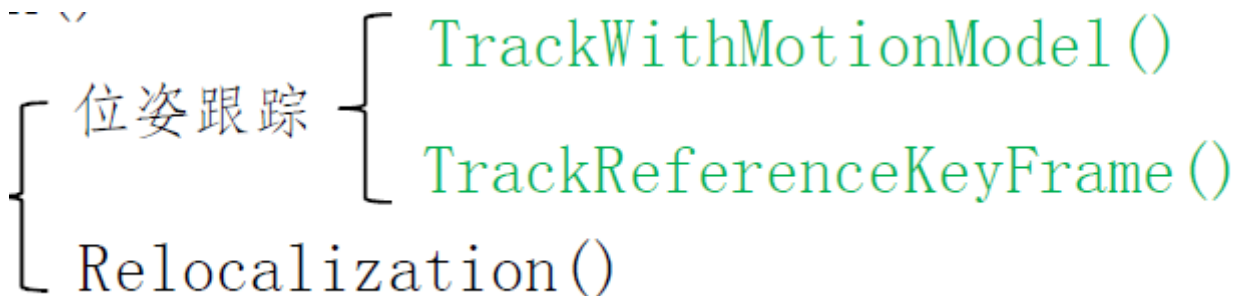 TrackWithMotionModel()
位姿跟踪
TrackReferenceKeyFrame()
Relocalization()